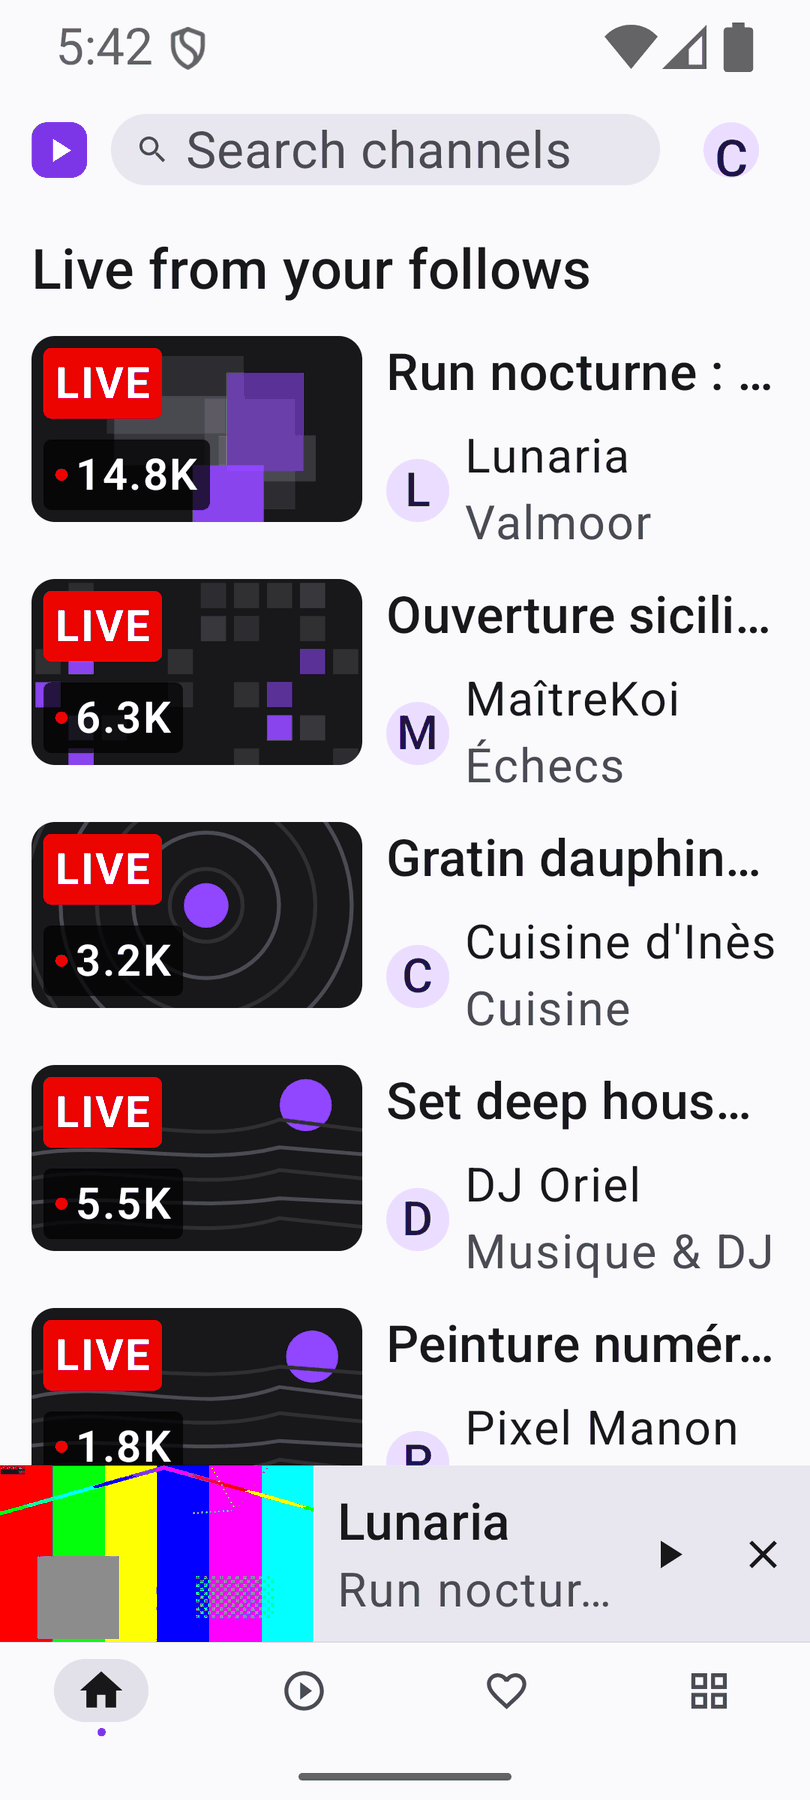 5:42
Search channels
C
Live from your follows
LIVE
14.8K
Run nocturne : …
L
Lunaria
Valmoor
LIVE
6.3K
Ouverture sicili…
M
MaîtreKoi
Échecs
LIVE
3.2K
Gratin dauphin…
C
Cuisine d'Inès
Cuisine
LIVE
5.5K
Set deep hous…
D
DJ Oriel
Musique & DJ
LIVE
1.8K
Peinture numér…
P
Pixel Manon
Lunaria
Run noctur…